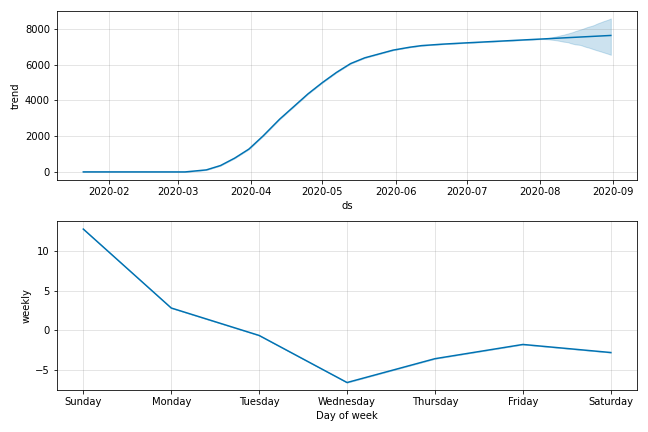 8000
6000
4000
2000
0
trend
2020-02 2020-03 2020-04 2020-05 2020-06 2020-07 2020-08 2020-09
ds
10
5
0
−5
weekly
Sunday Monday Tuesday Wednesday Thursday Friday Saturday
Day of week